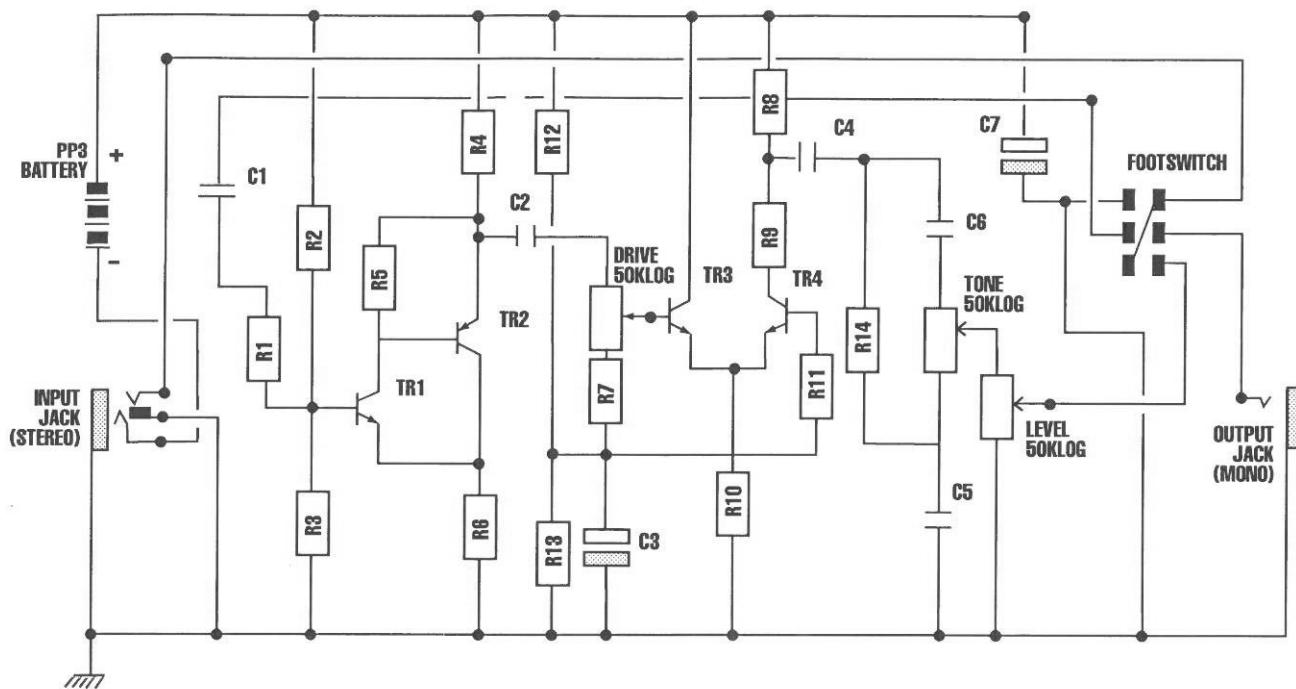 PP3
BATTERY
+
-
C1
R1
R2
R3
R4
R5
R6
TR1
TR2
C2
R12
R13
DRIVE
50KLOG
R7
C3
TR3
TR4
R8
R9
R10
R11
C4
R14
C6
C5
C7
TONE
50KLOG
LEVEL
50KLOG
FOOTSWITCH
INPUT
JACK
(STEREO)
OUTPUT
JACK
(MONO)